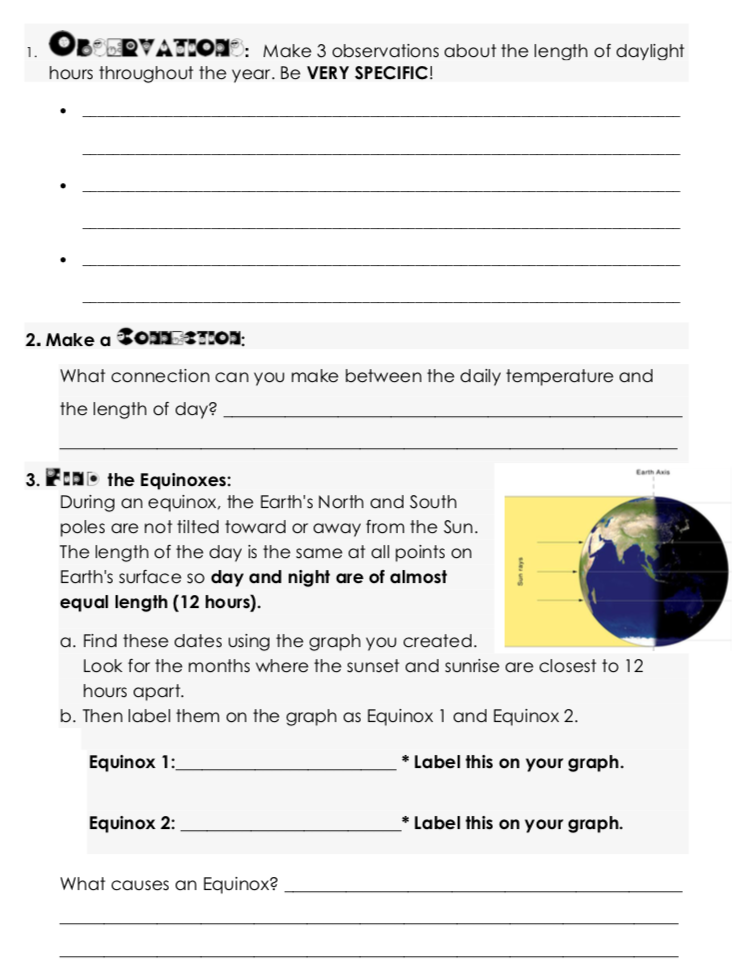 1. OBSERVATIONS: Make 3 observations about the length of daylight
hours throughout the year. Be VERY SPECIFIC!
2. Make a CONNECTION:
What connection can you make between the daily temperature and
the length of day?
3. FIND the Equinoxes:
During an equinox, the Earth's North and South
poles are not tilted toward or away from the Sun.
The length of the day is the same at all points on
Earth's surface so day and night are of almost
equal length (12 hours).
Earth Axis
Sun rays
a. Find these dates using the graph you created.
Look for the months where the sunset and sunrise are closest to 12
hours apart.
b. Then label them on the graph as Equinox 1 and Equinox 2.
Equinox 1: * Label this on your graph.
Equinox 2: * Label this on your graph.
What causes an Equinox?